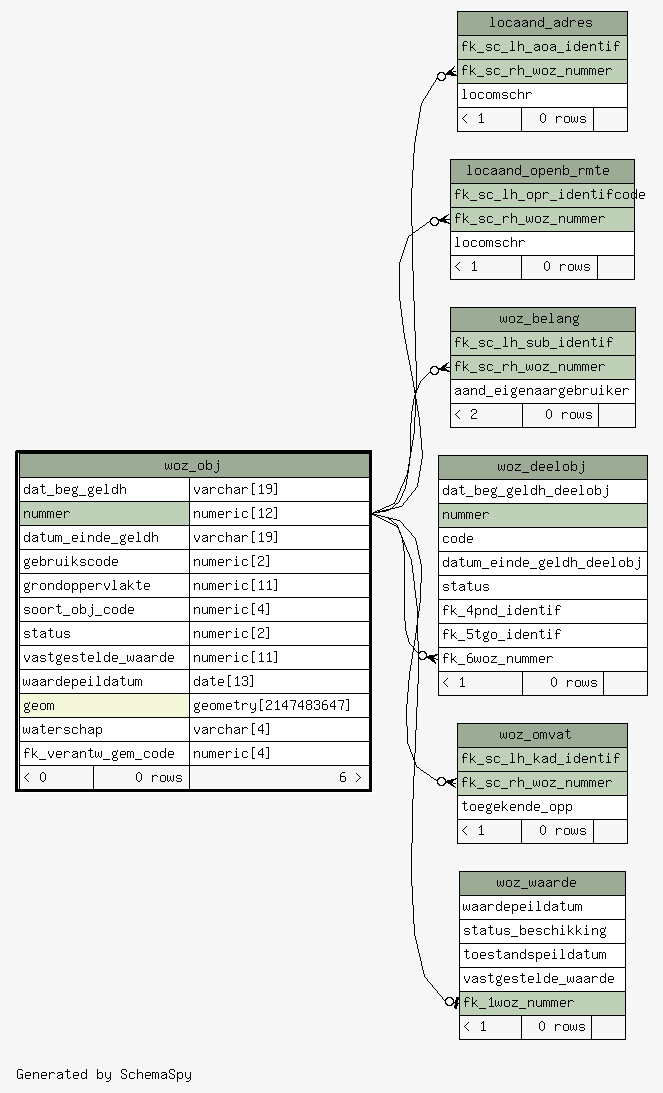 locaand_adres
fk_sc_lh_aoa_identif
fk_sc_rh_woz_nummer
locomschr
< 1 0 rows
locaand_openb_rmte
fk_sc_lh_opr_identifcode
fk_sc_rh_woz_nummer
locomschr
< 1 0 rows
woz_belang
fk_sc_lh_sub_identif
fk_sc_rh_woz_nummer
aand_eigenaargebruiker
< 2 0 rows
woz_obj
dat_beg_geldh varchar[19]
nummer numeric[12]
datum_einde_geldh varchar[19]
gebruikscode numeric[2]
grondoppervlakte numeric[11]
soort_obj_code numeric[4]
status numeric[2]
vastgestelde_waarde numeric[11]
waardepeildatum date[13]
geom geometry[2147483647]
waterschap varchar[4]
fk_verantw_gem_code numeric[4]
< 0 0 rows 6 >
woz_deelobj
dat_beg_geldh_deelobj
nummer
code
datum_einde_geldh_deelobj
status
fk_4pnd_identif
fk_5tgo_identif
fk_6woz_nummer
< 1 0 rows
woz_omvat
fk_sc_lh_kad_identif
fk_sc_rh_woz_nummer
toegekende_opp
< 1 0 rows
woz_waarde
waardepeildatum
status_beschikking
toestandspeildatum
vastgestelde_waarde
fk_1woz_nummer
< 1 0 rows
Generated by SchemaSpy